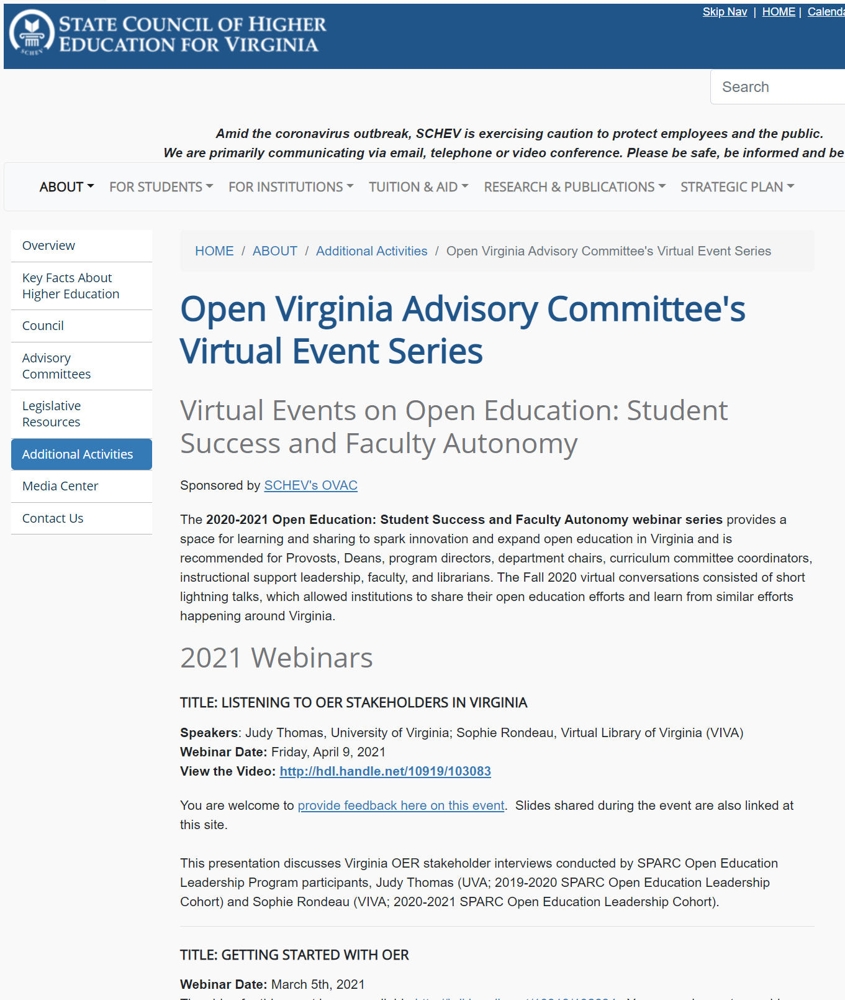 STATE COUNCIL OF HIGHER
EDUCATION FOR VIRGINIA
SCHEV
Skip Nav | HOME | Calenda
Search
Amid the coronavirus outbreak, SCHEV is exercising caution to protect employees and the public.
We are primarily communicating via email, telephone or video conference. Please be safe, be informed and be
ABOUT FOR STUDENTS FOR INSTITUTIONS TUITION & AID RESEARCH & PUBLICATIONS STRATEGIC PLAN
Overview
Key Facts About
Higher Education
Council
Advisory
Committees
Legislative
Resources
Additional Activities
Media Center
Contact Us
HOME / ABOUT / Additional Activities / Open Virginia Advisory Committee's Virtual Event Series
Open Virginia Advisory Committee's
Virtual Event Series
Virtual Events on Open Education: Student
Success and Faculty Autonomy
Sponsored by SCHEV's OVAC
The 2020-2021 Open Education: Student Success and Faculty Autonomy webinar series provides a
space for learning and sharing to spark innovation and expand open education in Virginia and is
recommended for Provosts, Deans, program directors, department chairs, curriculum committee coordinators,
instructional support leadership, faculty, and librarians. The Fall 2020 virtual conversations consisted of short
lightning talks, which allowed institutions to share their open education efforts and learn from similar efforts
happening around Virginia.
2021 Webinars
TITLE: LISTENING TO OER STAKEHOLDERS IN VIRGINIA
Speakers: Judy Thomas, University of Virginia; Sophie Rondeau, Virtual Library of Virginia (VIVA)
Webinar Date: Friday, April 9, 2021
View the Video: http://hdl.handle.net/10919/103083
You are welcome to provide feedback here on this event. Slides shared during the event are also linked at
this site.
This presentation discusses Virginia OER stakeholder interviews conducted by SPARC Open Education
Leadership Program participants, Judy Thomas (UVA; 2019-2020 SPARC Open Education Leadership
Cohort) and Sophie Rondeau (VIVA; 2020-2021 SPARC Open Education Leadership Cohort).
TITLE: GETTING STARTED WITH OER
Webinar Date: March 5th, 2021